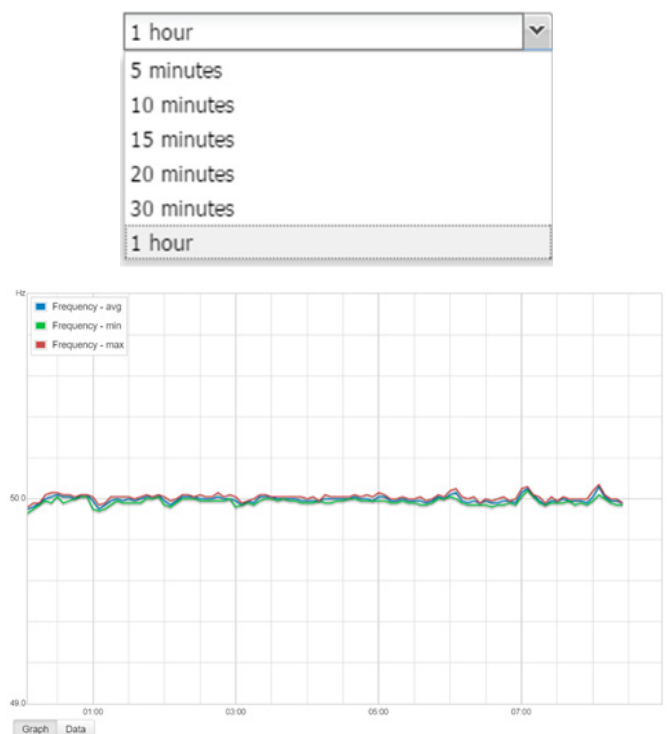 1 hour
5 minutes
10 minutes
15 minutes
20 minutes
30 minutes
1 hour
Hz
Frequency - avg
Frequency - min
Frequency - max
50.0
49.0
01:00 03:00 05:00 07:00
Graph Data